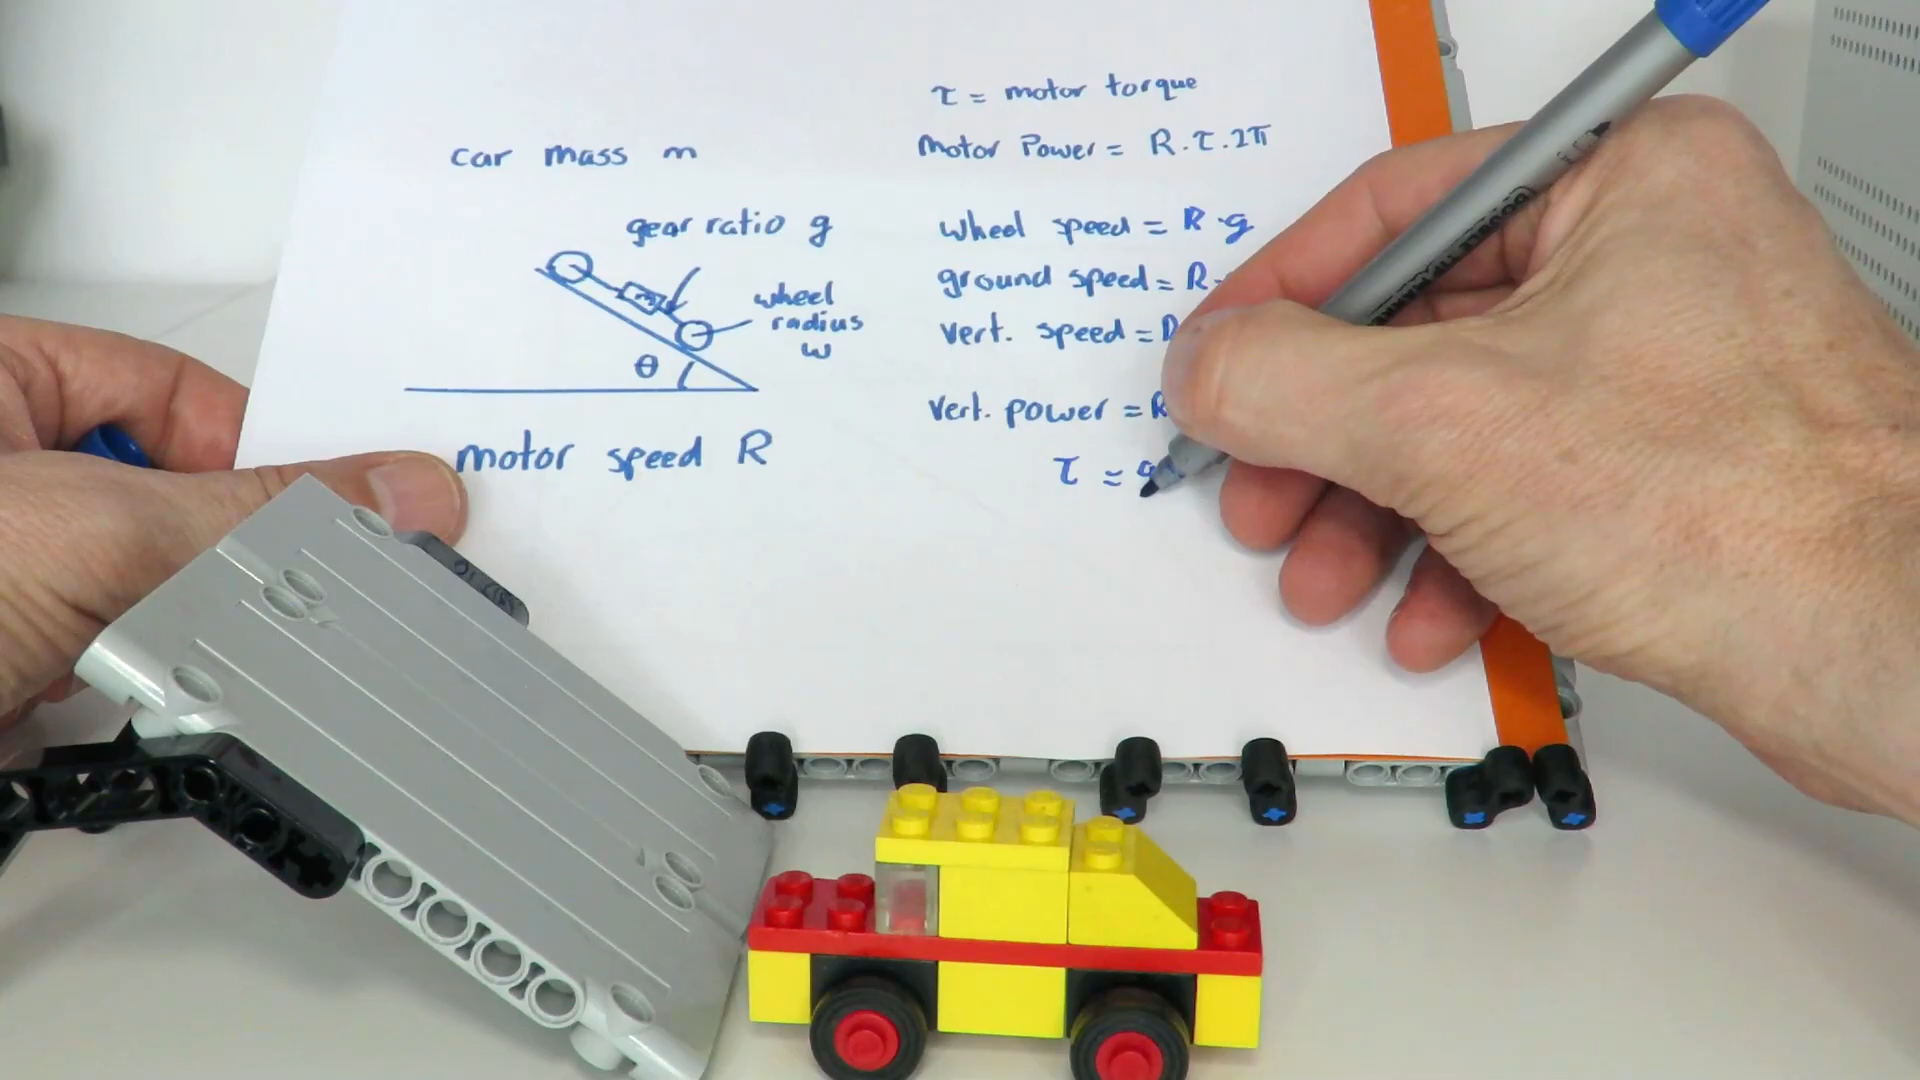 car mass m
gear ratio g
wheel
radius
w
θ
m
motor speed R
τ = motor torque
Motor Power = R.τ.2π
wheel speed = R.g
ground speed = R.
vert. speed = R
vert. power = R
τ = g